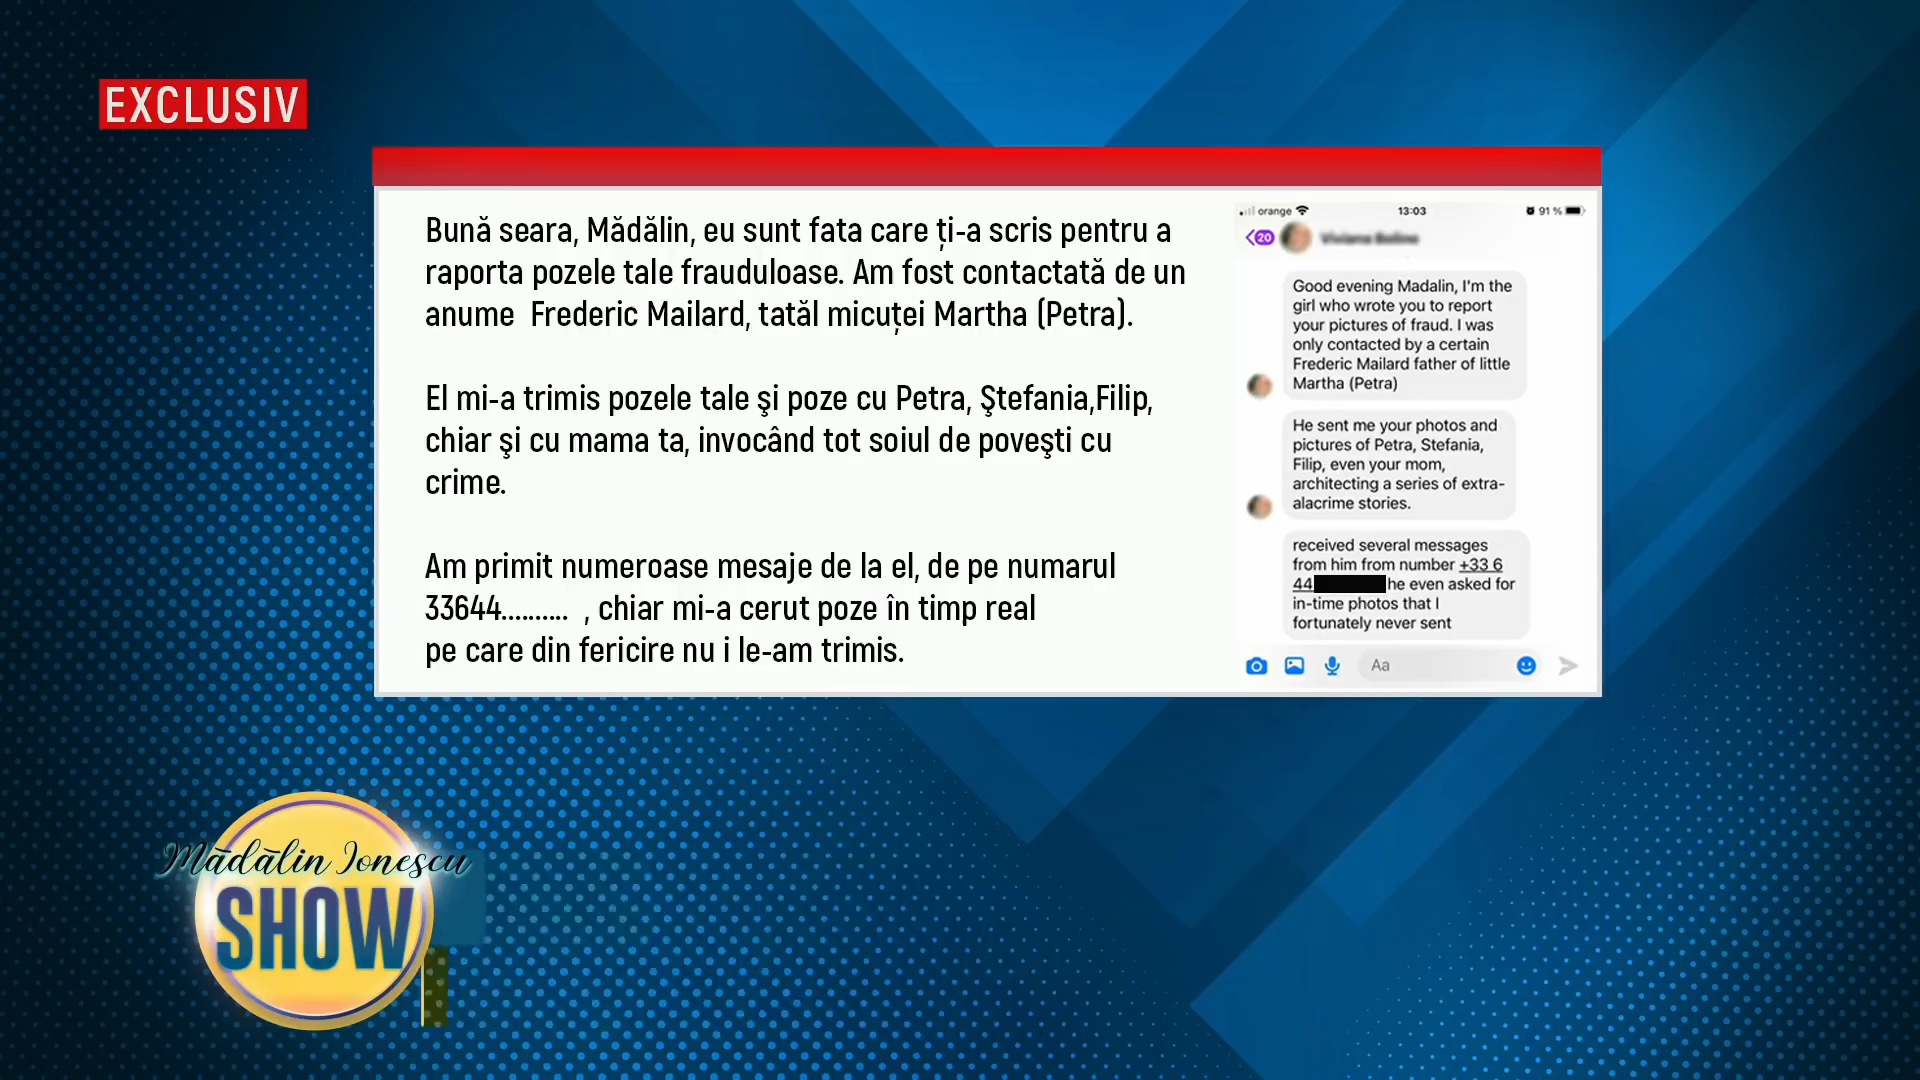 EXCLUSIV
Bună seara, Mădălin, eu sunt fata care ți-a scris pentru a
raporta pozele tale frauduloase. Am fost contactată de un
anume Frederic Mailard, tatăl micuței Martha (Petra).
El mi-a trimis pozele tale şi poze cu Petra, Ştefania,Filip,
chiar şi cu mama ta, invocând tot soiul de poveşti cu
crime.
Am primit numeroase mesaje de la el, de pe numarul
33644.......... , chiar mi-a cerut poze în timp real
pe care din fericire nu i le-am trimis.
orange 13:03 91 %
20
Good evening Madalin, I'm the
girl who wrote you to report
your pictures of fraud. I was
only contacted by a certain
Frederic Mailard father of little
Martha (Petra)
He sent me your photos and
pictures of Petra, Stefania,
Filip, even your mom,
architecting a series of extra-
alacrime stories.
received several messages
from him from number +33 6
44 he even asked for
in-time photos that I
fortunately never sent
Aa
Mădălin Ionescu
SHOW